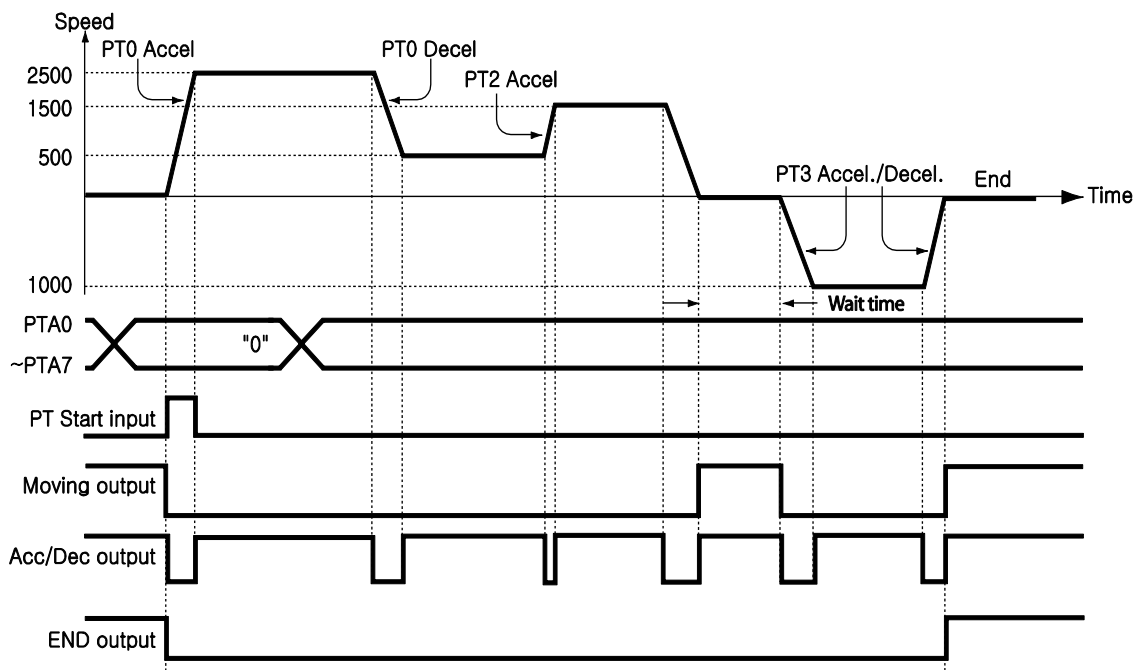 Speed
PT0 Accel
PT0 Decel
PT2 Accel
2500
1500
500
PT3 Accel./Decel.
End
Time
1000
Wait time
PTA0
"0"
~PTA7
PT Start input
Moving output
Acc/Dec output
END output